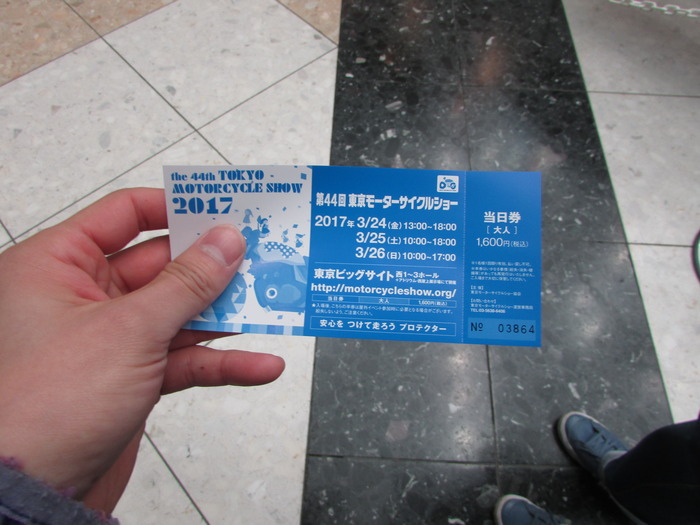 the 44th TOKYO
MOTORCYCLE SHOW
2017
第44回 東京モーターサイクルショー
2017年 3/24(金)13:00~18:00
3/25(土)10:00~18:00
3/26(日)10:00~17:00
東京ビッグサイト 西1~3ホール
http://motorcycleshow.org/
当日券 大人 1,600円(税込)
安心を つけて走ろう プロテクター
当日券
[大人]
1,600円(税込)
№ 03864